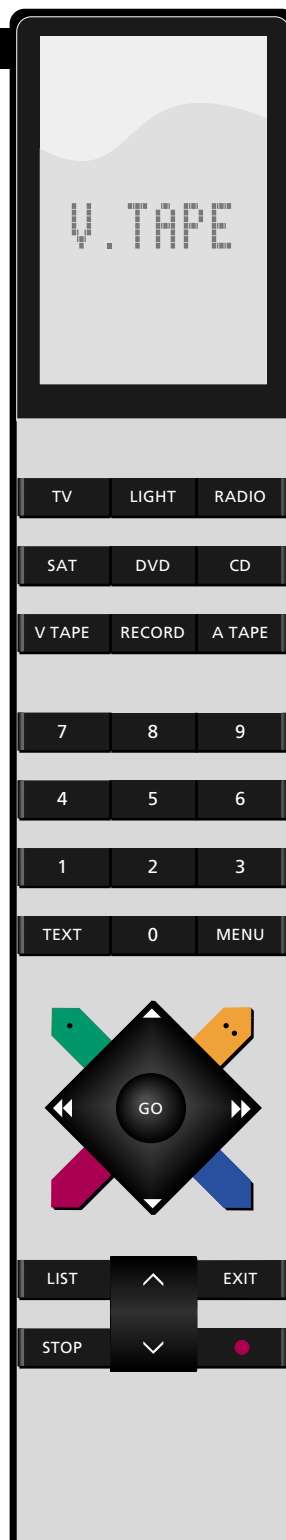 V.TAPE
TV LIGHT RADIO
SAT DVD CD
V TAPE RECORD A TAPE
7 8 9
4 5 6
1 2 3
TEXT 0 MENU
GO
LIST EXIT
STOP